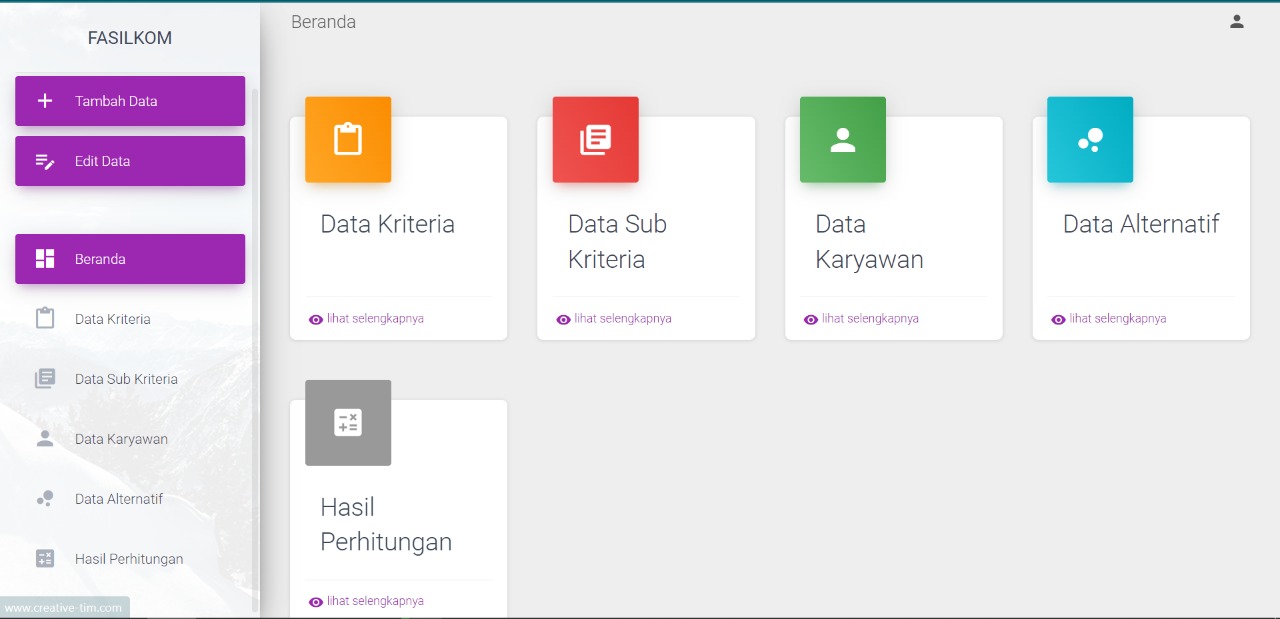 FASILKOM
Tambah Data
Edit Data
Beranda
Data Kriteria
Data Sub Kriteria
Data Karyawan
Data Alternatif
Hasil Perhitungan
www.creative-tim.com
Beranda
Data Kriteria
lihat selengkapnya
Data Sub
Kriteria
lihat selengkapnya
Data
Karyawan
lihat selengkapnya
Data Alternatif
lihat selengkapnya
Hasil
Perhitungan
lihat selengkapnya